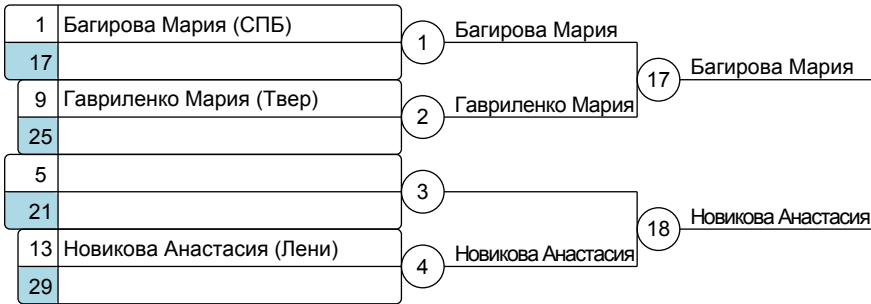 1 Багирова Мария (СПБ)
17
1
Багирова Мария
9 Гавриленко Мария (Твер)
25
2
Гавриленко Мария
17
Багирова Мария
5
21
3
13 Новикова Анастасия (Лени)
29
4
Новикова Анастасия
18
Новикова Анастасия